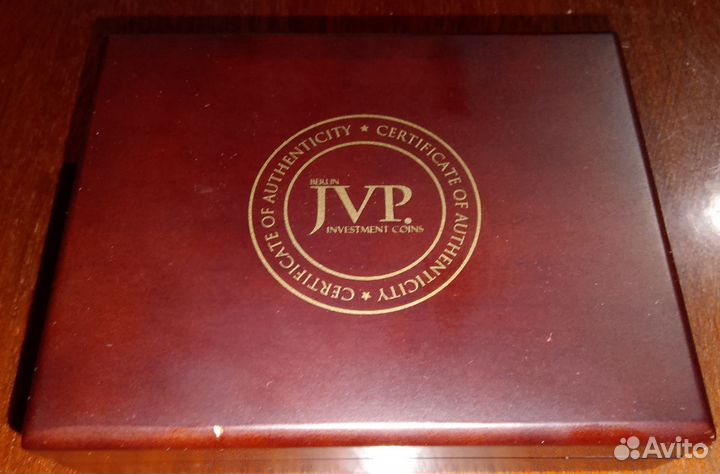 CERTIFICATE OF AUTHENTICITY ★ CERTIFICATE OF AUTHENTICITY ★
BERLIN
JVP.
INVESTMENT COINS
Avito